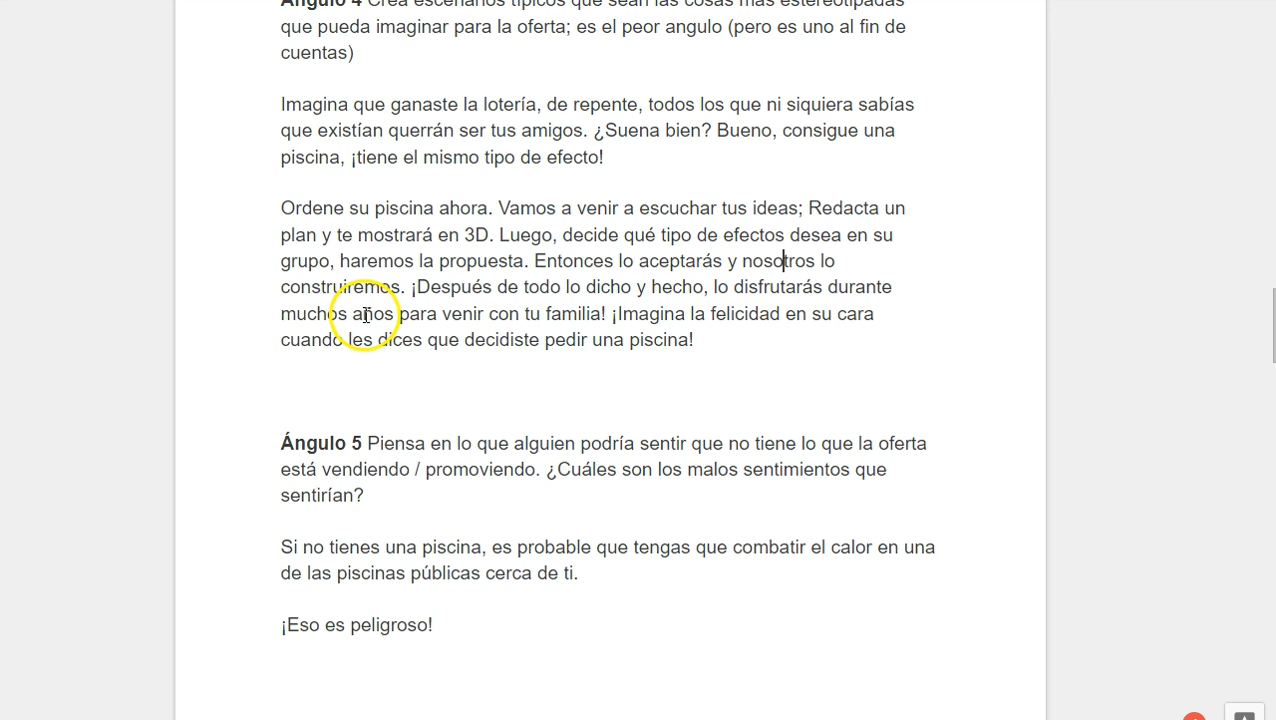 Ángulo 4 Crea escenarios típicos que sean las cosas más estereotipadas
que pueda imaginar para la oferta; es el peor angulo (pero es uno al fin de
cuentas)
Imagina que ganaste la lotería, de repente, todos los que ni siquiera sabías
que existían querrán ser tus amigos. ¿Suena bien? Bueno, consigue una
piscina, ¡tiene el mismo tipo de efecto!
Ordene su piscina ahora. Vamos a venir a escuchar tus ideas; Redacta un
plan y te mostrará en 3D. Luego, decide qué tipo de efectos desea en su
grupo, haremos la propuesta. Entonces lo aceptarás y nosotros lo
construiremos. ¡Después de todo lo dicho y hecho, lo disfrutarás durante
muchos años para venir con tu familia! ¡Imagina la felicidad en su cara
cuando les dices que decidiste pedir una piscina!
Ángulo 5 Piensa en lo que alguien podría sentir que no tiene lo que la oferta
está vendiendo / promoviendo. ¿Cuáles son los malos sentimientos que
sentirían?
Si no tienes una piscina, es probable que tengas que combatir el calor en una
de las piscinas públicas cerca de ti.
¡Eso es peligroso!